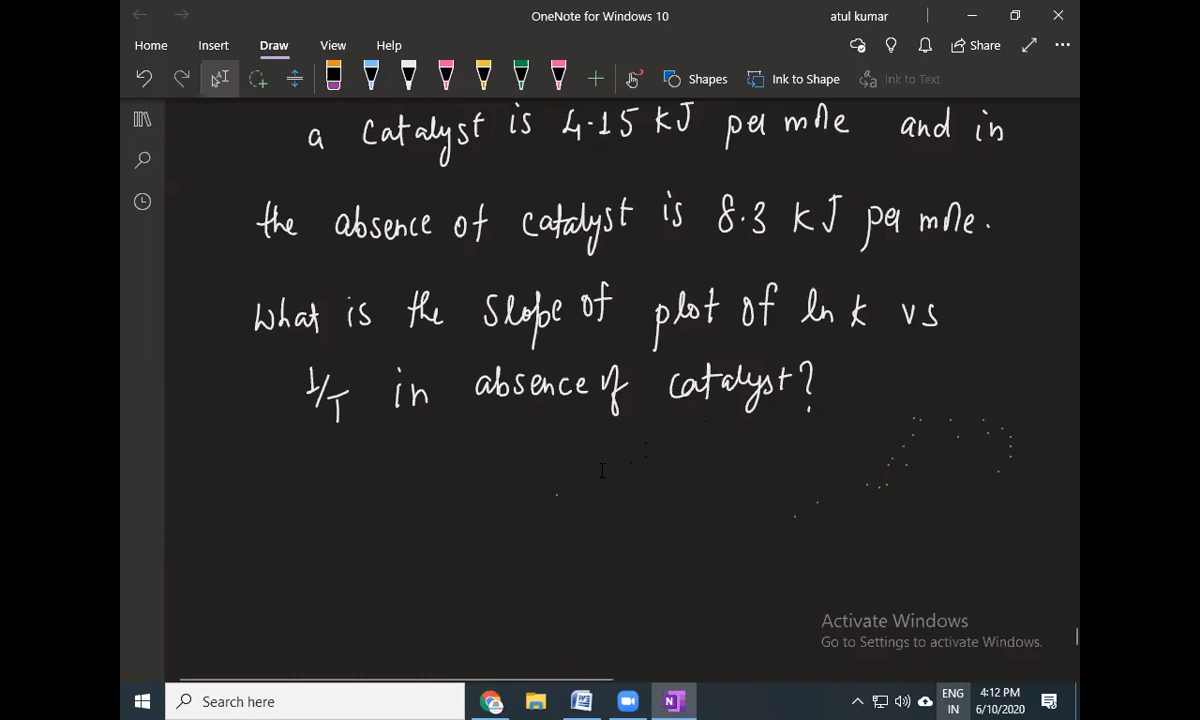 OneNote for Windows 10
atul kumar
Home Insert Draw View Help
Share
Shapes
Ink to Shape
Ink to Text
a catalyst is 4.15 kJ per mole and in
the absence of catalyst is 8.3 kJ per mole.
What is the slope of plot of ln k vs
1/T in absence of catalyst?
Activate Windows
Go to Settings to activate Windows.
Search here
ENG
IN
4:12 PM
6/10/2020